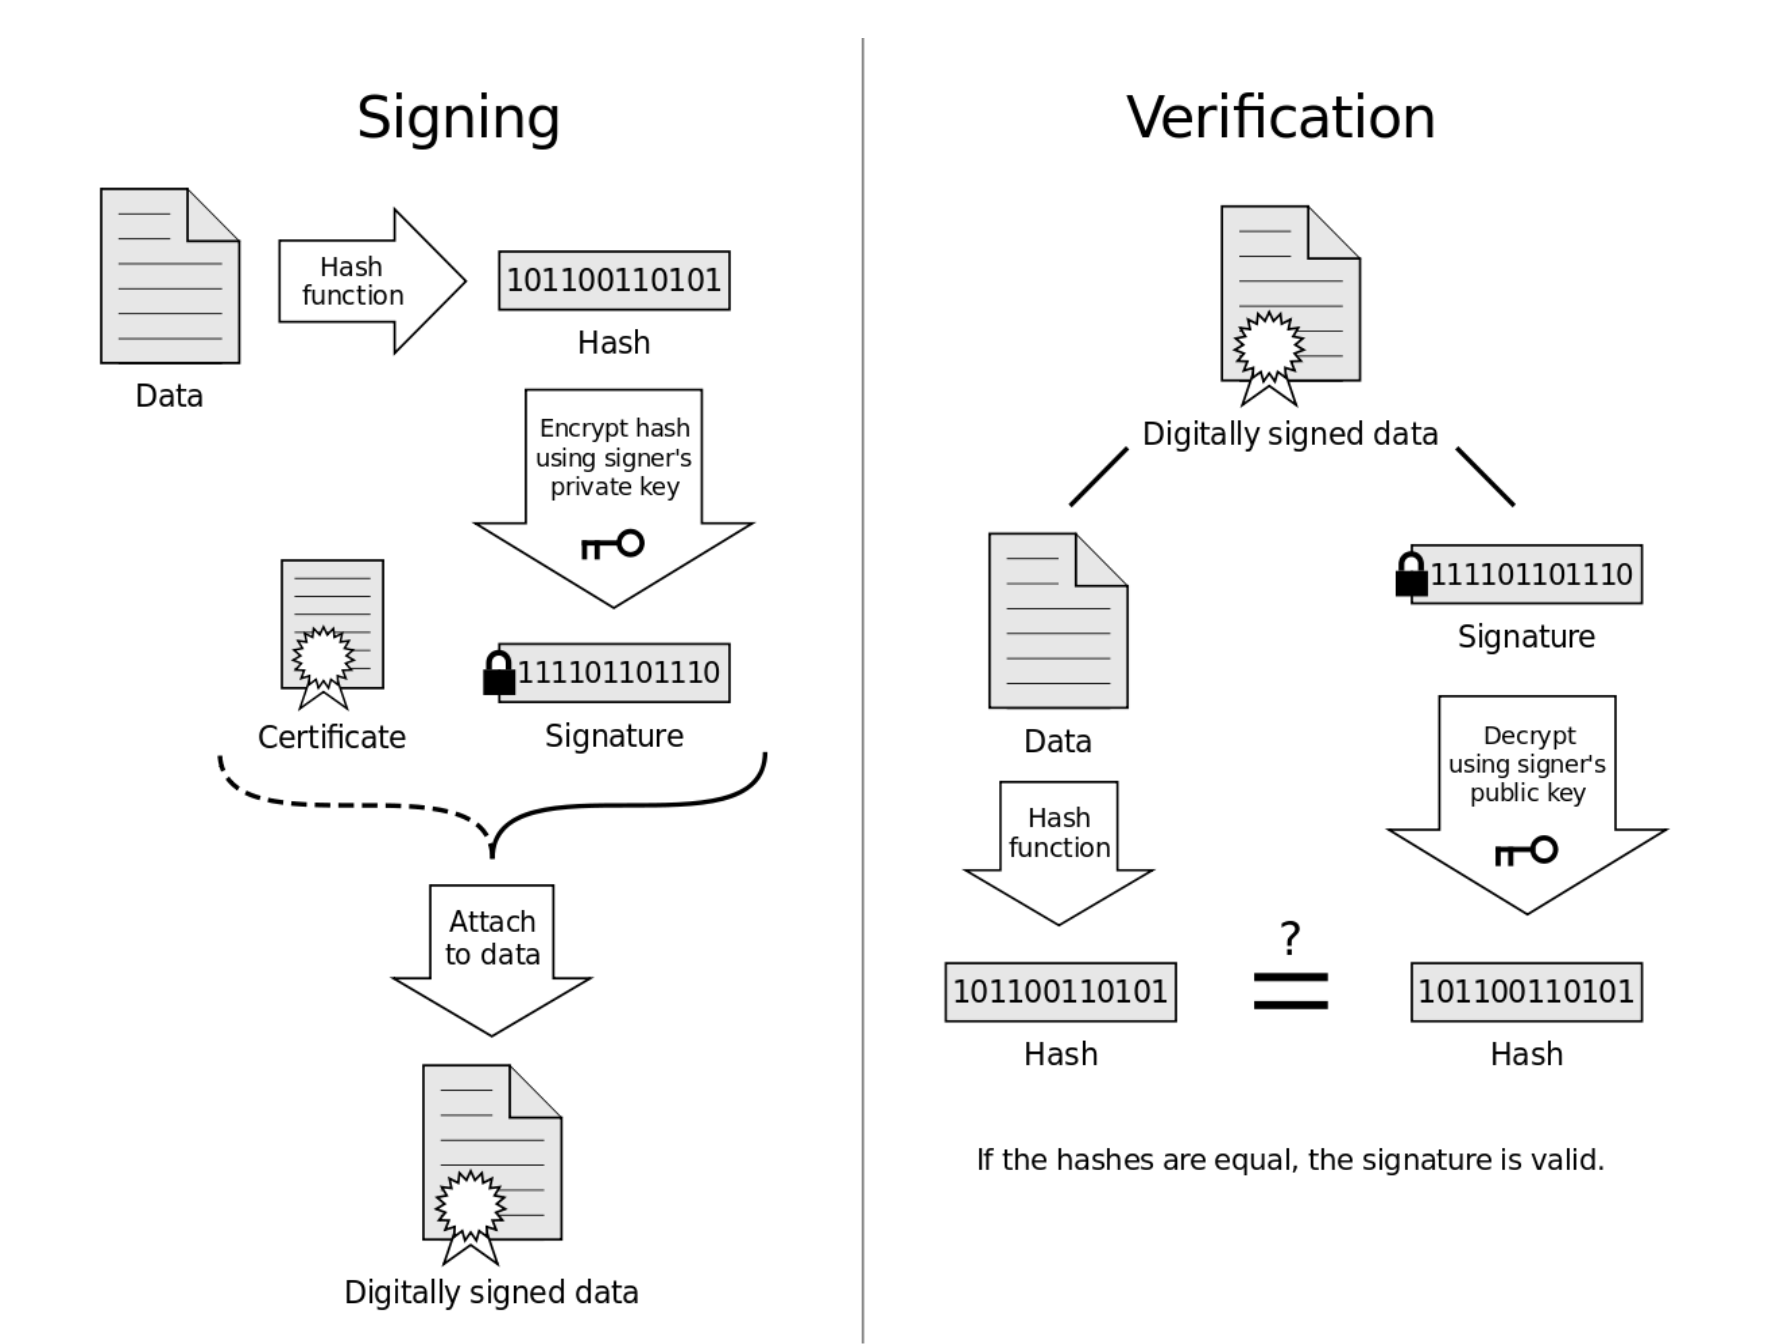 Signing
Hash
function
101100110101
Hash
Data
Encrypt hash
using signer's
private key
Certificate
111101101110
Signature
Attach
to data
Digitally signed data
Verification
Digitally signed data
Data
111101101110
Signature
Hash
function
Decrypt
using signer's
public key
101100110101
Hash
?
=
101100110101
Hash
If the hashes are equal, the signature is valid.